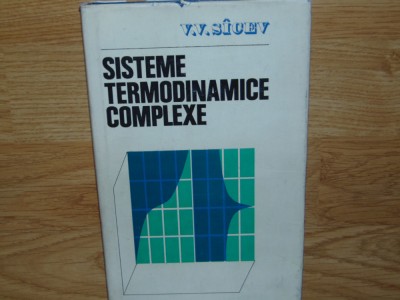 V.V. SÎCEV
SISTEME
TERMODINAMICE
COMPLEXE